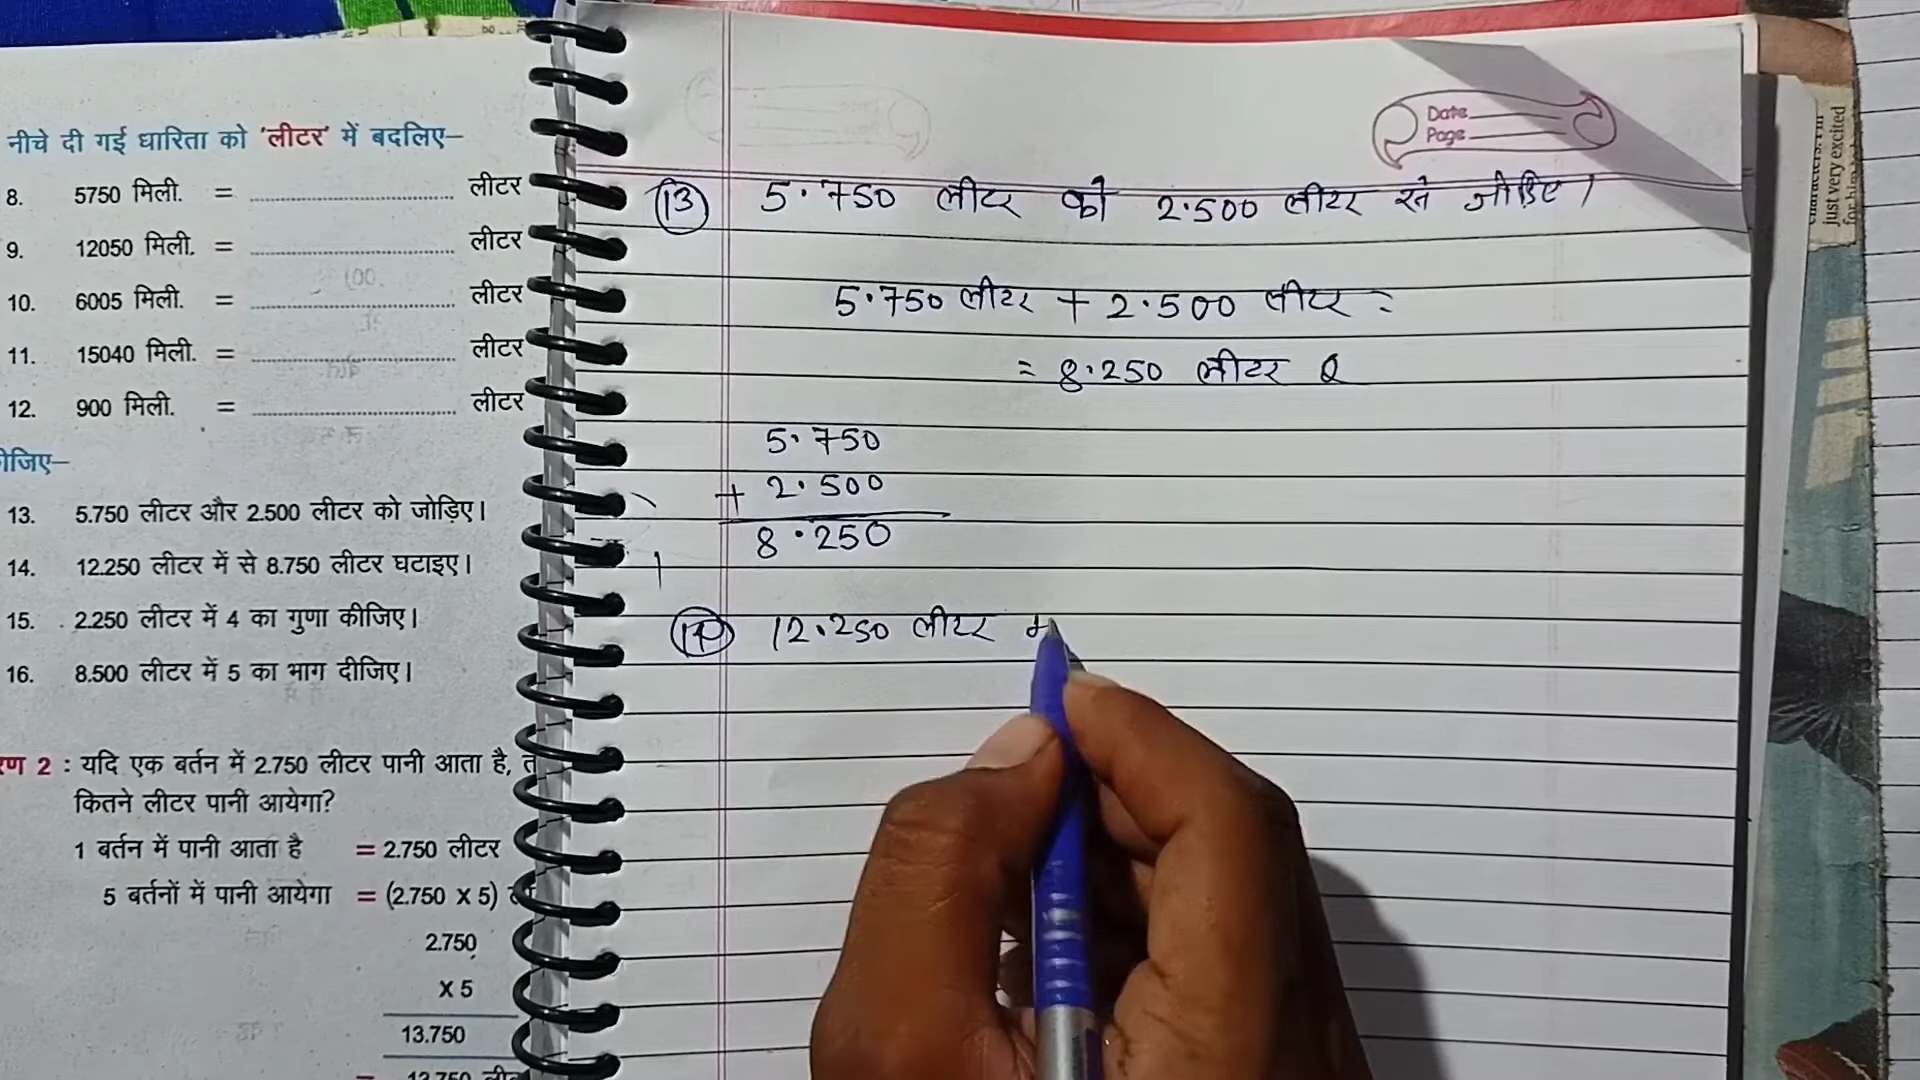 नीचे दी गई धारिता को 'लीटर' में बदलिए–
8. 5750 मिली. = .................... लीटर
9. 12050 मिली. = .................... लीटर
10. 6005 मिली. = .................... लीटर
11. 15040 मिली. = .................... लीटर
12. 900 मिली. = .................... लीटर
13. 5.750 लीटर और 2.500 लीटर को जोड़िए।
14. 12.250 लीटर में से 8.750 लीटर घटाइए।
15. 2.250 लीटर में 4 का गुणा कीजिए।
16. 8.500 लीटर में 5 का भाग दीजिए।
2 : यदि एक बर्तन में 2.750 लीटर पानी आता है,
कितने लीटर पानी आयेगा?
1 बर्तन में पानी आता है = 2.750 लीटर
5 बर्तनों में पानी आयेगा = (2.750 X 5)
2.750
X 5
13.750
= 13.750
Date
Page
13 5.750 लीटर को 2.500 लीटर से जोड़िए।
5.750 लीटर + 2.500 लीटर =
= 8.250 लीटर
5.750
+ 2.500
8.250
14 12.250 लीटर
just very excited